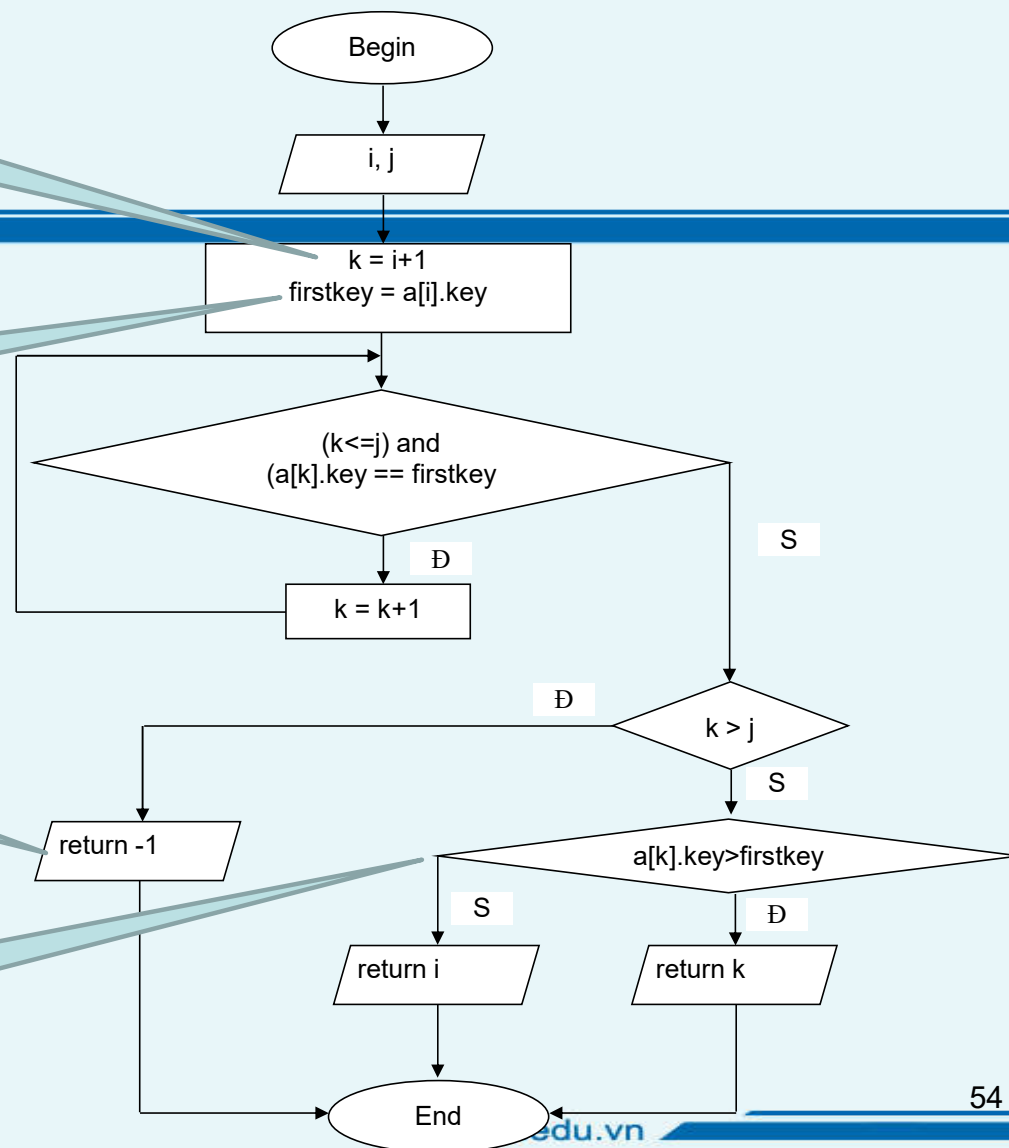 Begin
i, j
k = i+1
firstkey = a[i].key
(k<=j) and
(a[k].key == firstkey
S
Đ
k = k+1
Đ
k > j
S
return -1
a[k].key>firstkey
S
Đ
return i
return k
End
54
edu.vn